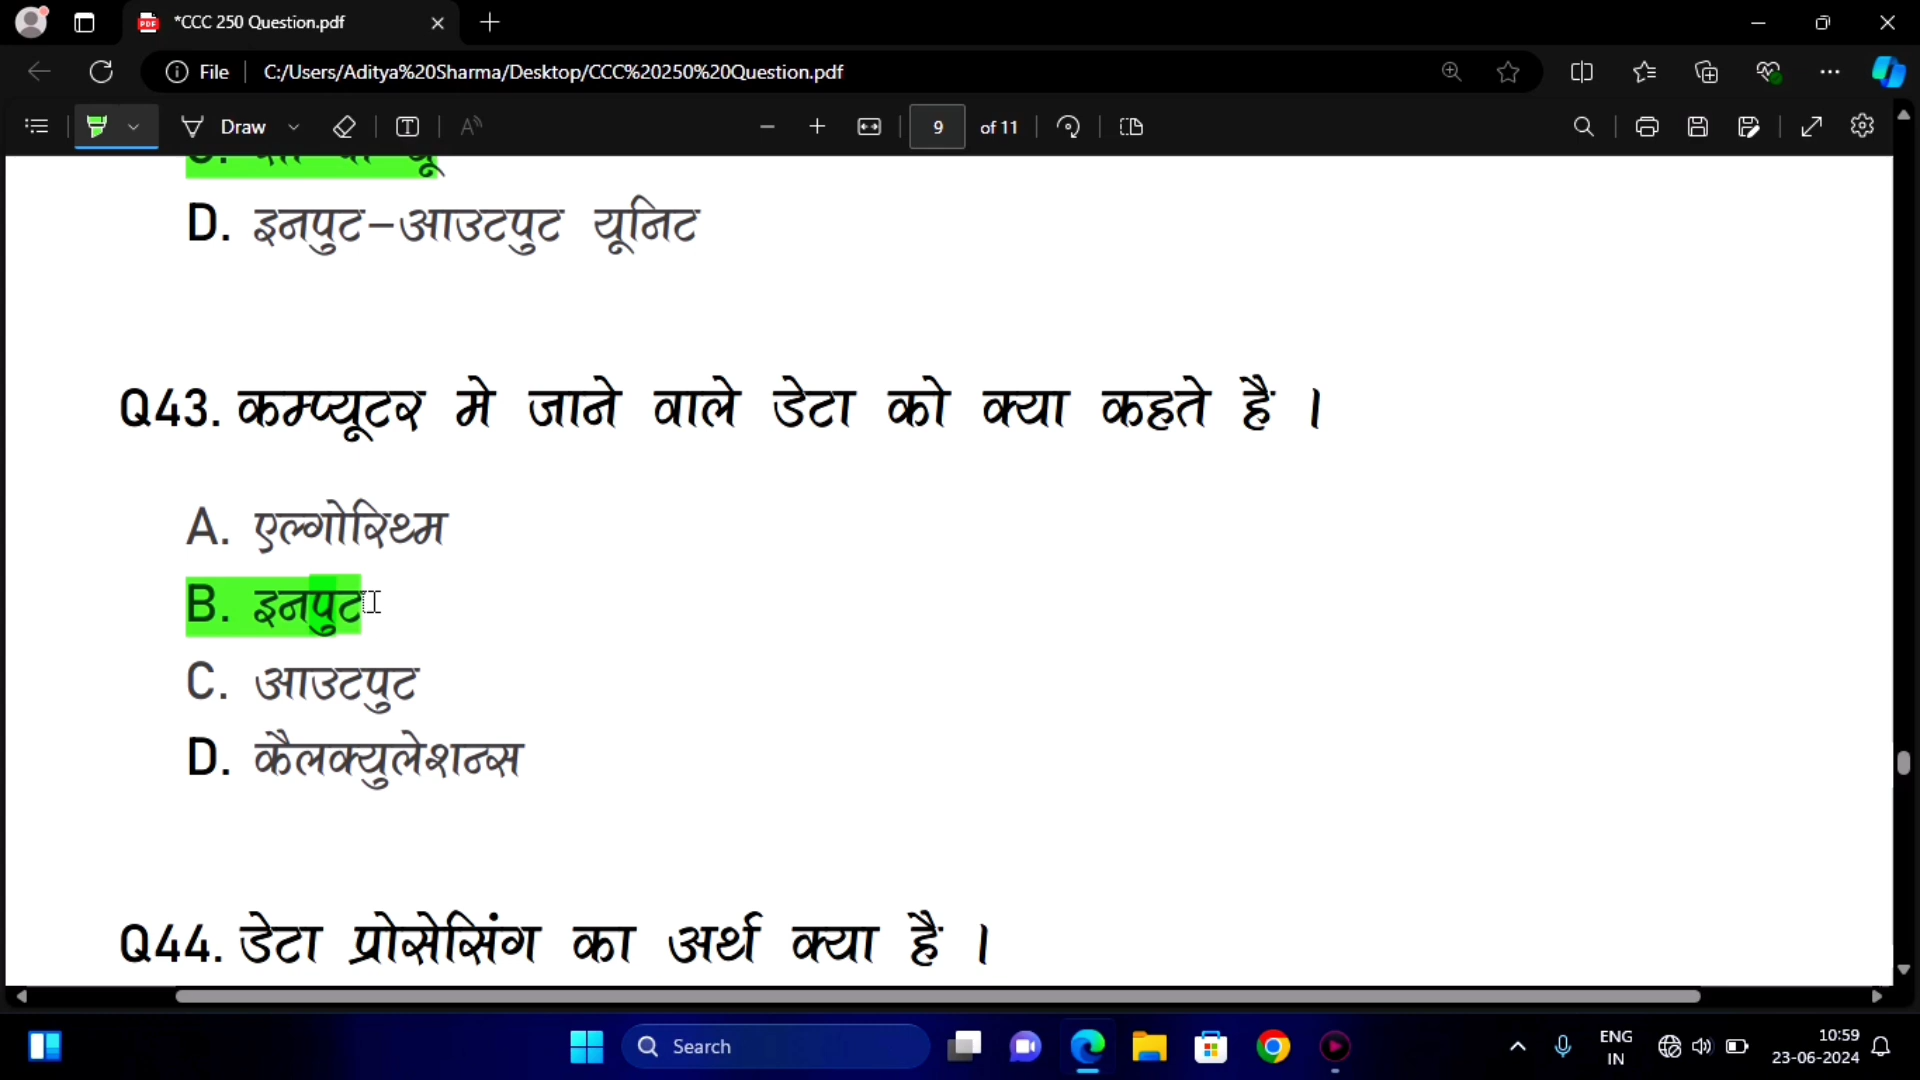 *CCC 250 Question.pdf
File C:/Users/Aditya%20Sharma/Desktop/CCC%20250%20Question.pdf
Draw 9 of 11
D. इनपुट-आउटपुट यूनिट
Q43. कम्प्यूटर मे जाने वाले डेटा को क्या कहते है ।
A. एल्गोरिथ्म
B. इनपुट
C. आउटपुट
D. कैलक्युलेशन्स
Q44. डेटा प्रोसेसिंग का अर्थ क्या है ।
Search
ENG
IN
10:59
23-06-2024